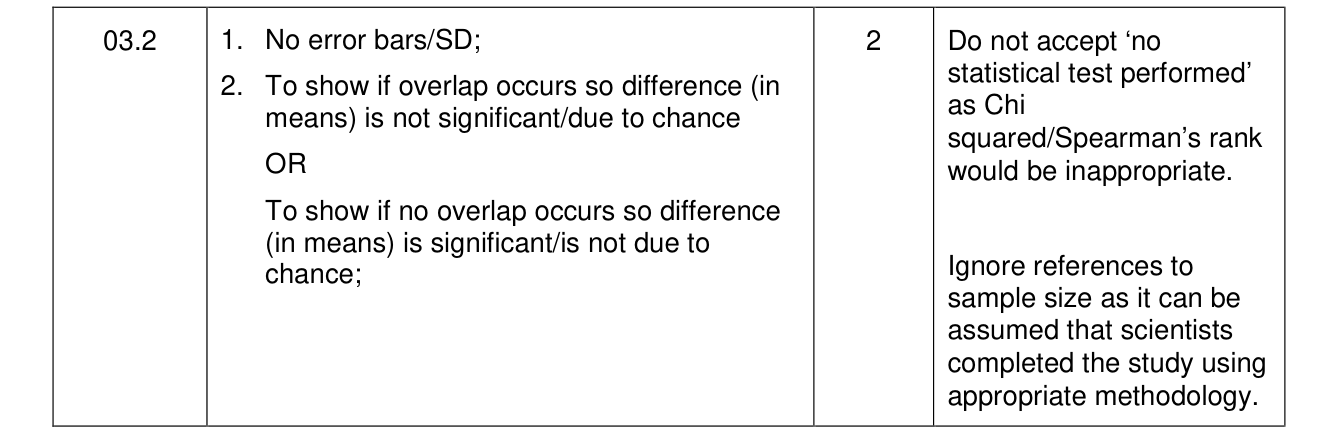 03.2
1. No error bars/SD;
2. To show if overlap occurs so difference (in
means) is not significant/due to chance
OR
To show if no overlap occurs so difference
(in means) is significant/is not due to
chance;
2
Do not accept ‘no
statistical test performed’
as Chi
squared/Spearman’s rank
would be inappropriate.
Ignore references to
sample size as it can be
assumed that scientists
completed the study using
appropriate methodology.